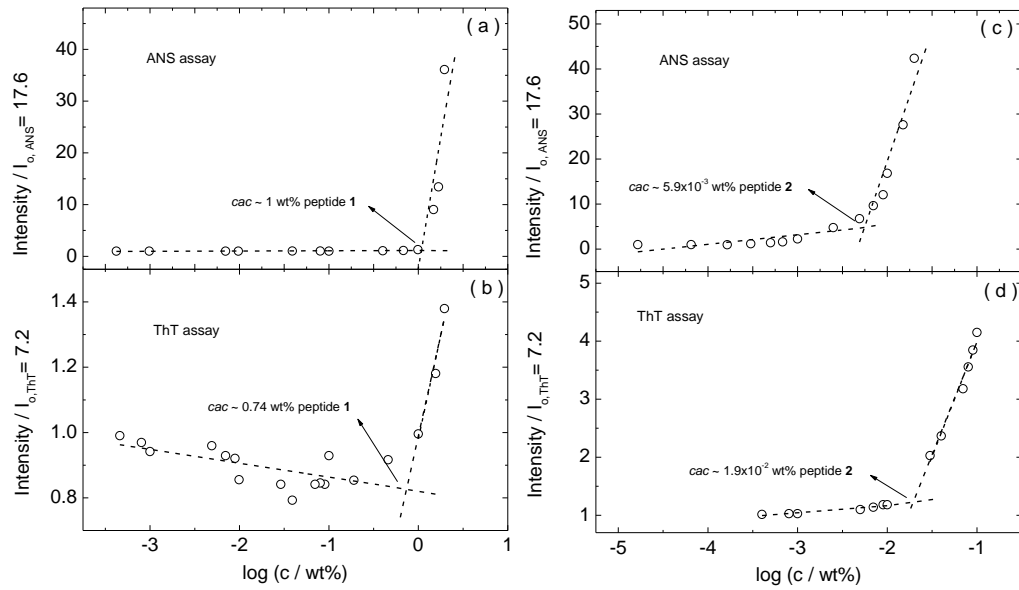 ( a )
ANS assay
cac ~ 1 wt% peptide 1
Intensity / I o, ANS = 17.6
40
30
20
10
0
( b )
ThT assay
cac ~ 0.74 wt% peptide 1
Intensity / I o,ThT = 7.2
1.4
1.2
1.0
0.8
-3 -2 -1 0 1
log (c / wt%)
( c )
ANS assay
cac ~ 5.9x10-3 wt% peptide 2
Intensity / I o, ANS = 17.6
50
40
30
20
10
0
( d )
ThT assay
cac ~ 1.9x10-2 wt% peptide 2
Intensity / I o,ThT = 7.2
5
4
3
2
1
-5 -4 -3 -2 -1
log (c / wt%)